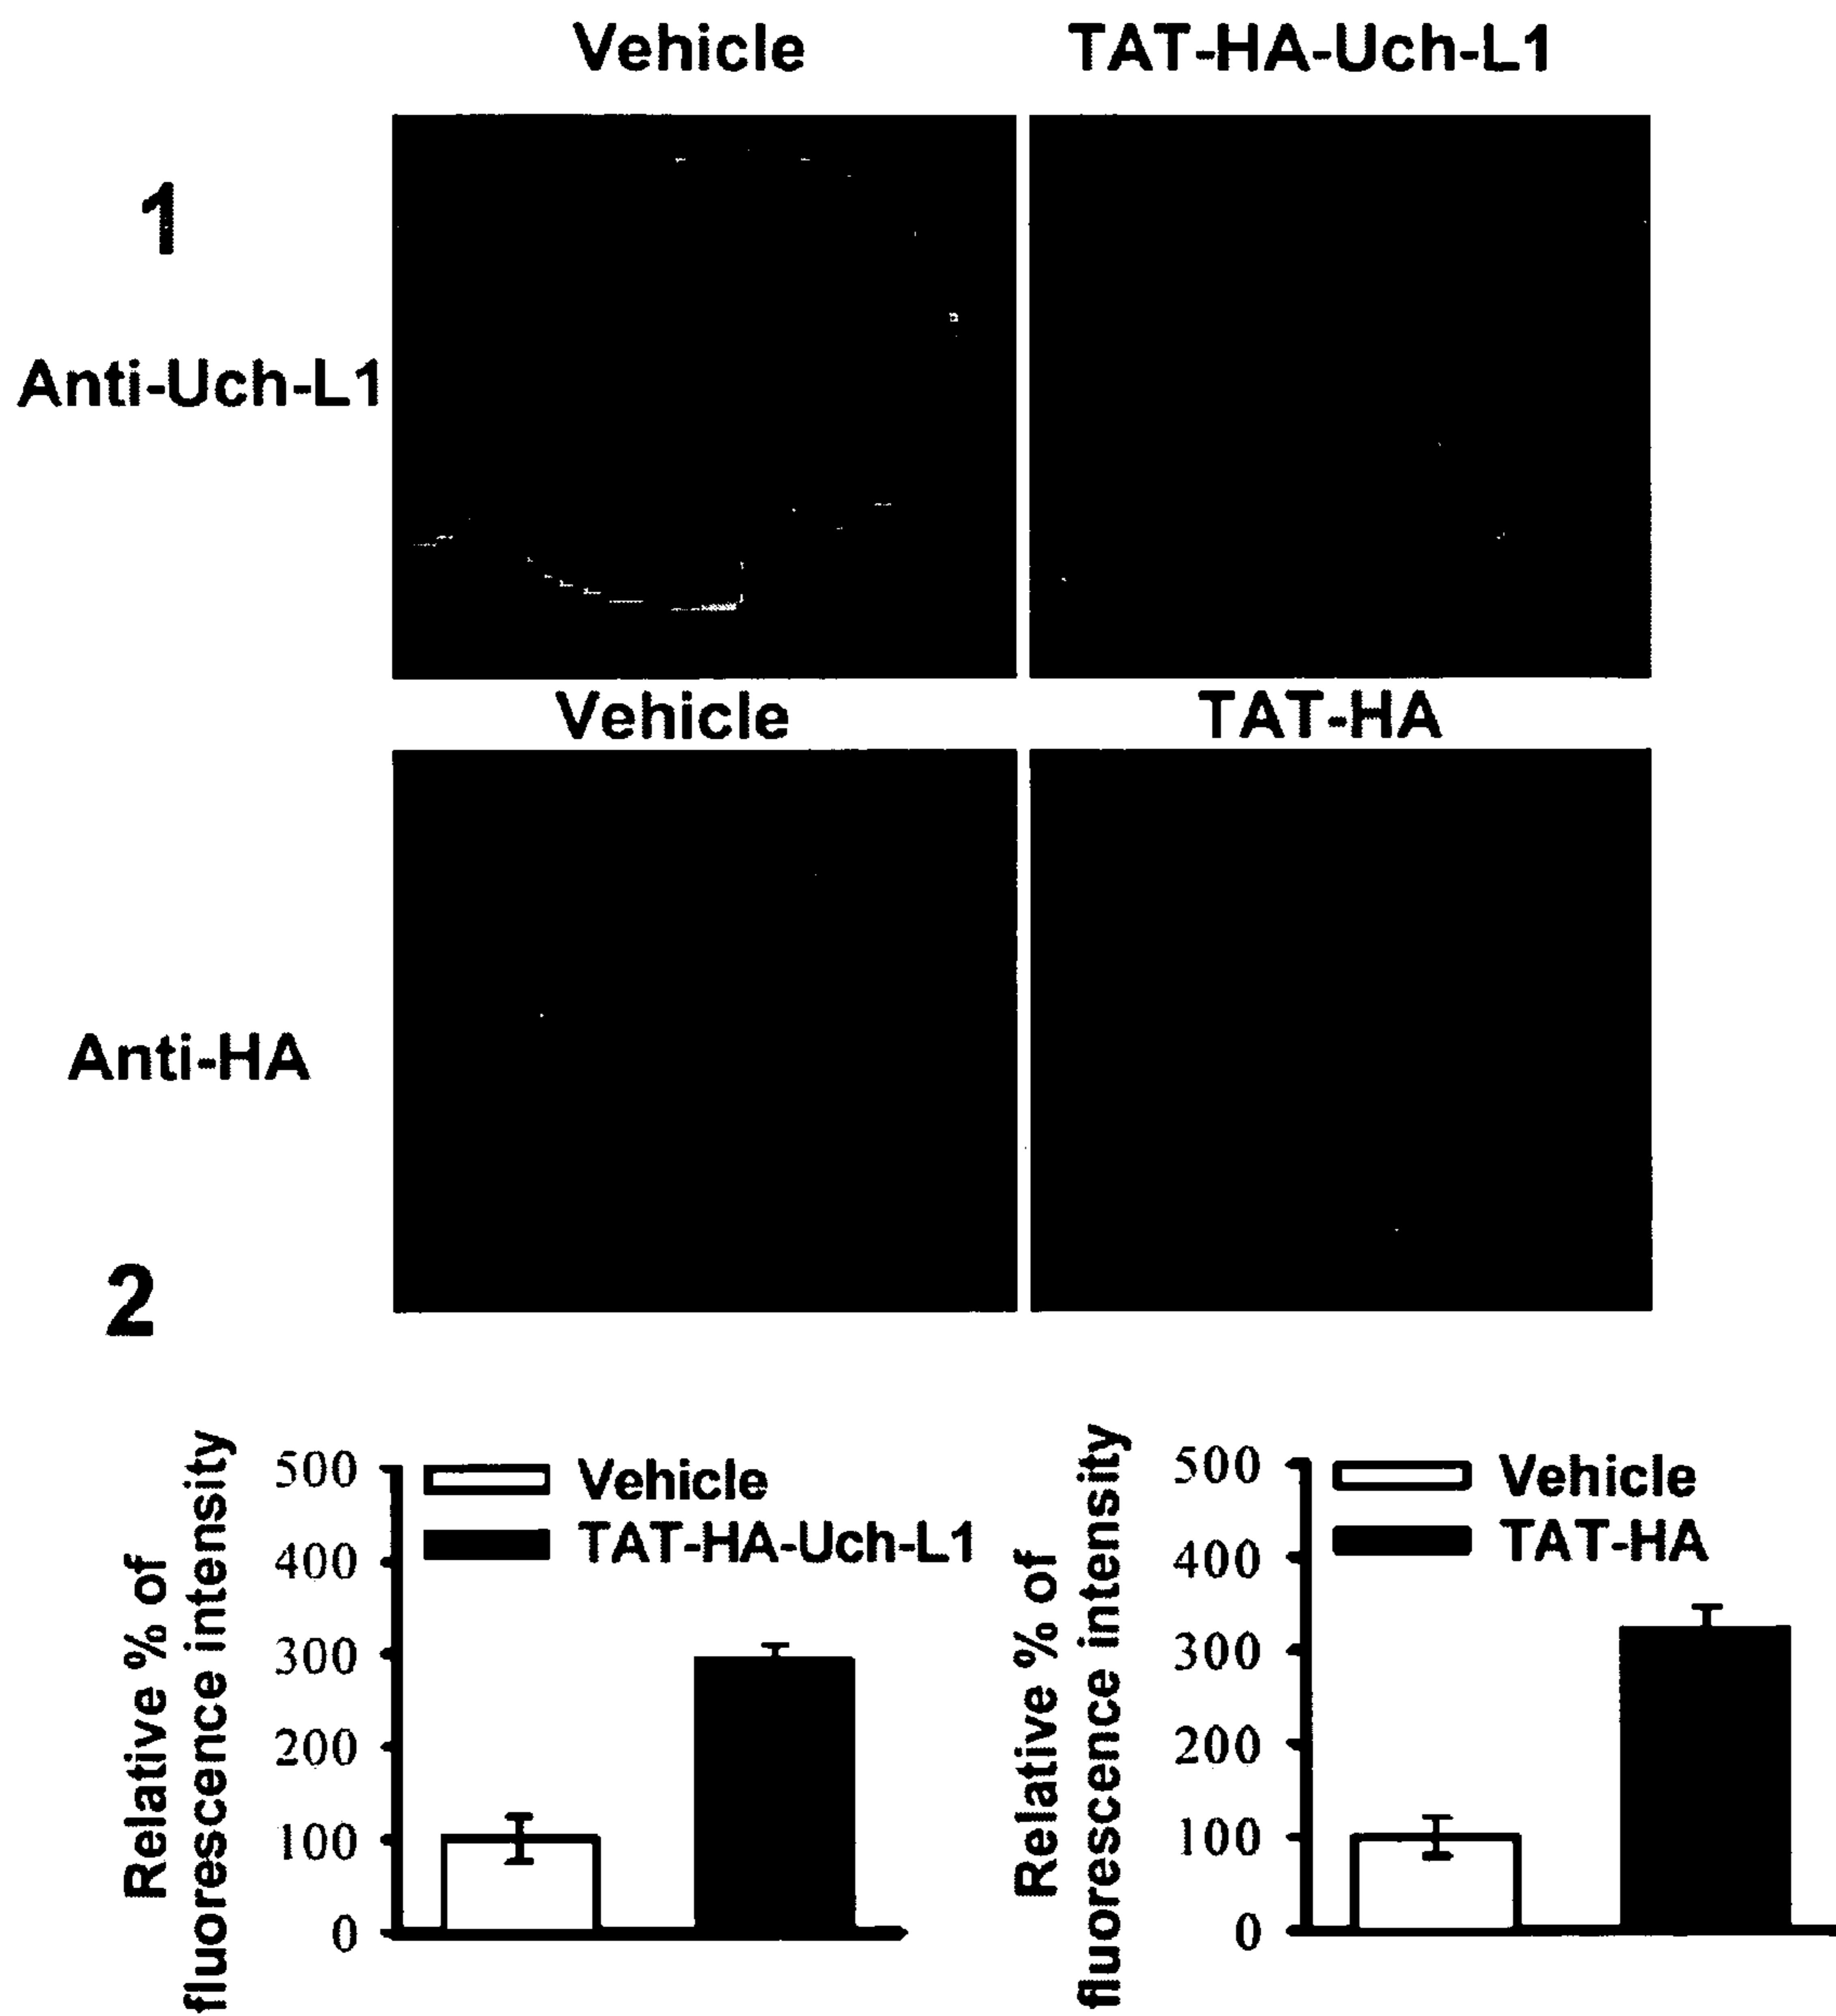 Vehicle TAT-HA-Uch-L1
1
Anti-Uch-L1
Vehicle TAT-HA
Anti-HA
2
Relative % of
fluorescence intensity
500
400
300
200
100
0
Vehicle
TAT-HA-Uch-L1
Relative % of
fluorescence intensity
500
400
300
200
100
0
Vehicle
TAT-HA